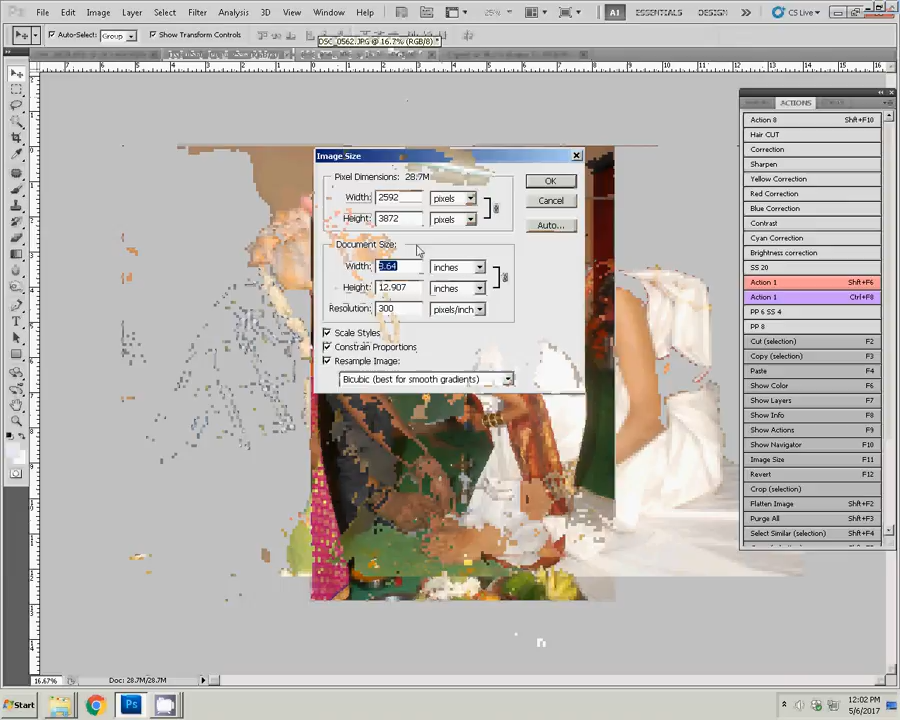 Ps File Edit Image Layer Select Filter Analysis 3D View Window Help 25% ESSENTIALS DESIGN >> CS Live
Auto-Select: Group Show Transform Controls
DSC_0562.JPG @ 16.7% (RGB/8) *
Image Size
Pixel Dimensions: 28.7M
Width: 2592 pixels
Height: 3872 pixels
Document Size:
Width: 8.64 inches
Height: 12.907 inches
Resolution: 300 pixels/inch
Scale Styles
Constrain Proportions
Resample Image:
Bicubic (best for smooth gradients)
OK
Cancel
Auto...
ACTIONS
Action 8 Shft+F10
Hair CUT
Correction
Sharpen
Yellow Correction
Red Correction
Contrast
Cyan Correction
Brightness correction
SS 20
Action 1 Shft+F6
Action 1 Ctrl+F8
PP 6 SS 4
PP 8
Cut (selection) F2
Copy (selection) F3
Paste F4
Show Color F6
Show Layers F7
Show Info F8
Show Actions F9
Show Navigator F10
Image Size F11
Revert F12
Crop (selection)
Flatten Image Shft+F2
Purge All Shft+F3
Select Similar (selection) Shft+F4
16.67% Doc: 28.7M/28.7M
Start
12:02 PM
5/6/2017